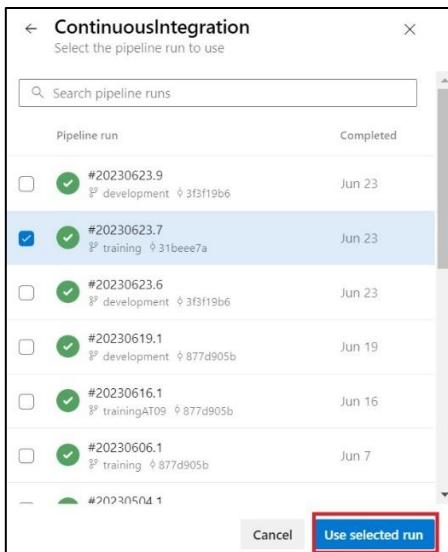 ContinuousIntegration
Select the pipeline run to use
Search pipeline runs
Pipeline run Completed
#20230623.9
development 3f3f19b6 Jun 23
#20230623.7
training 31beee7a Jun 23
#20230623.6
development 3f3f19b6 Jun 23
#20230619.1
development 877d905b Jun 19
#20230616.1
trainingAT09 877d905b Jun 16
#20230606.1
training 877d905b Jun 7
#20230504.1
Cancel Use selected run